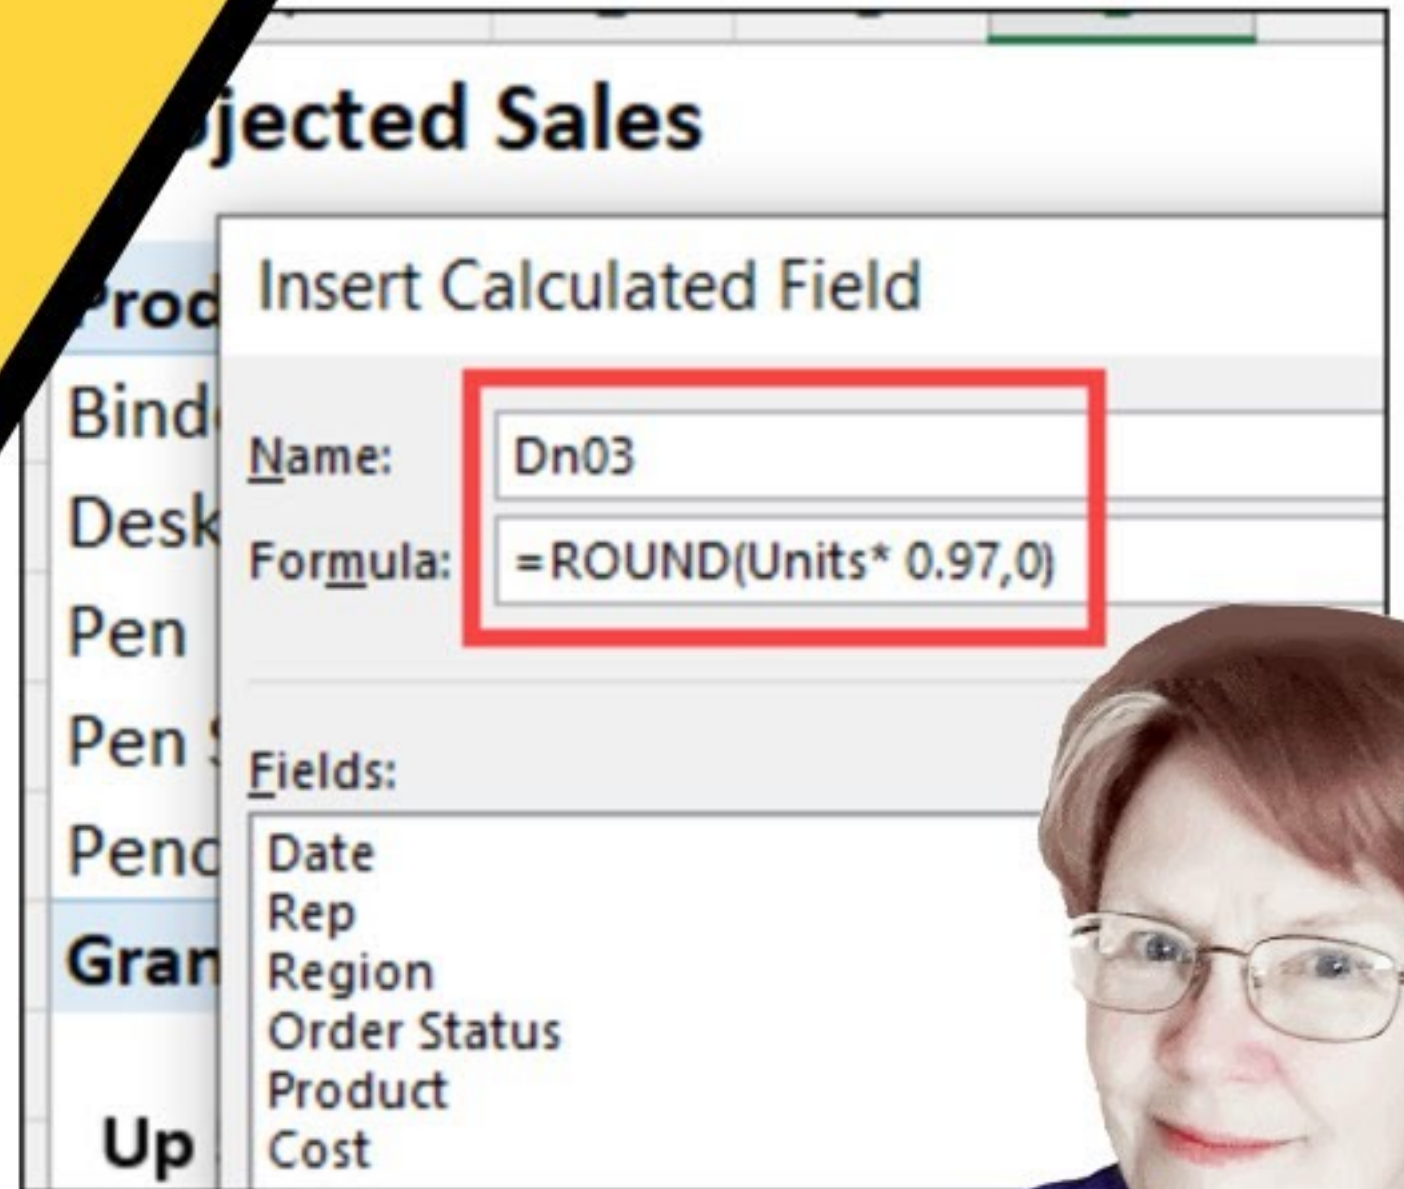 jected Sales
Insert Calculated Field
Prod
Bind
Name: Dn03
Desk
Formula: =ROUND(Units* 0.97,0)
Pen
Pen
Fields:
Penc
Date
Rep
Gran
Region
Order Status
Product
Up
Cost